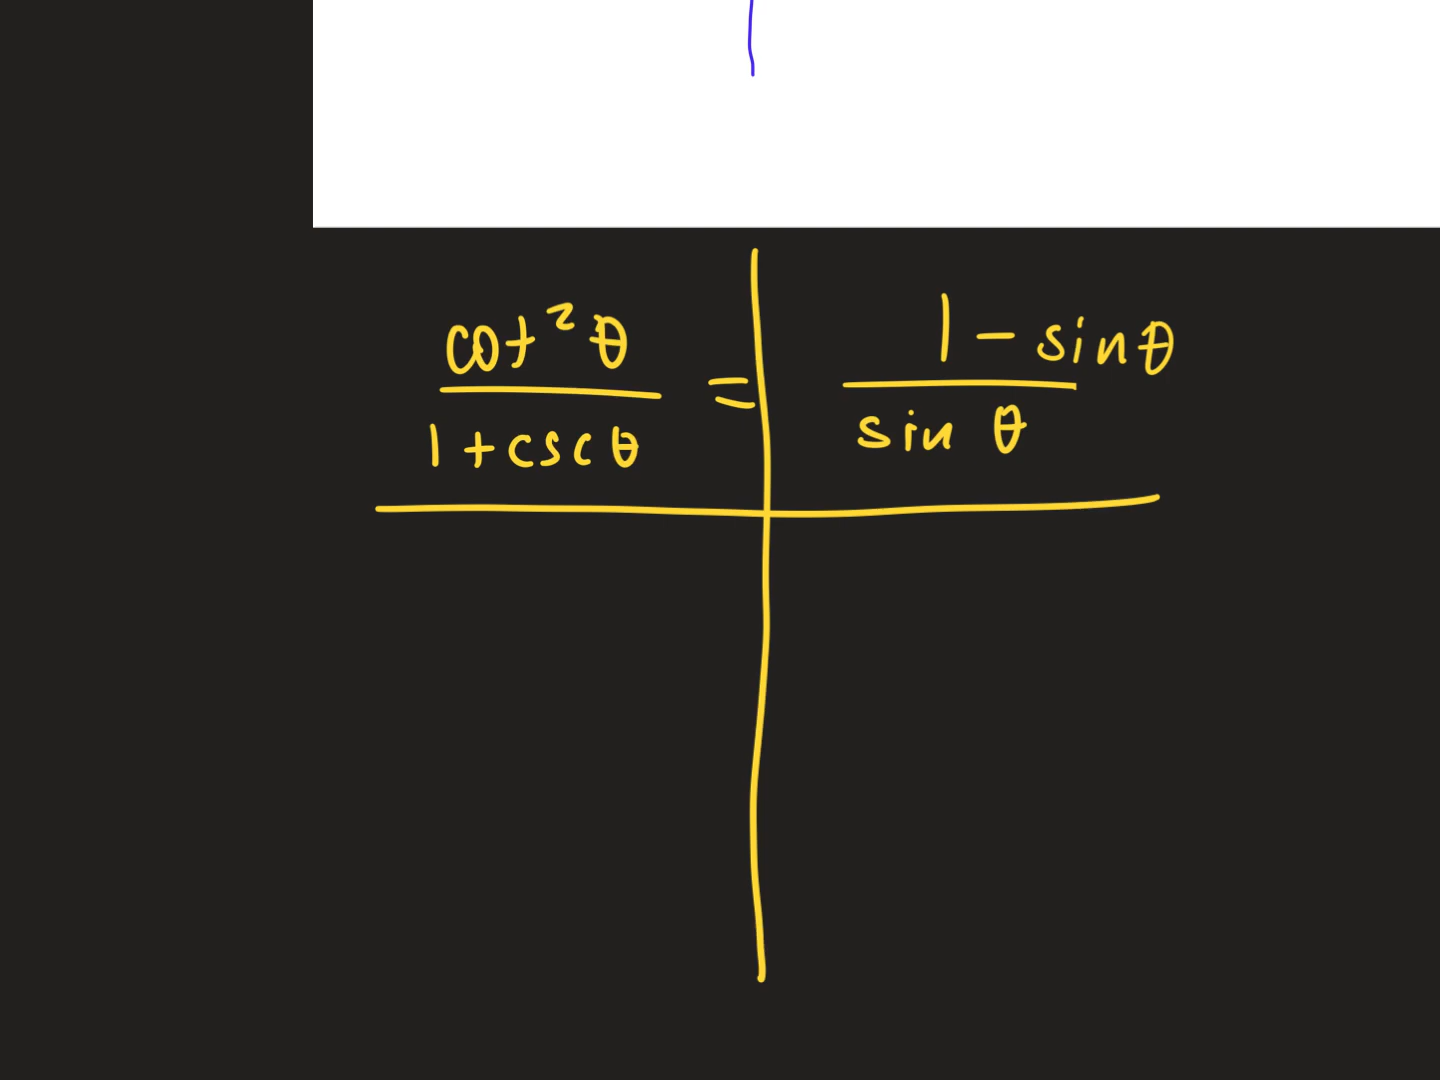 cot²θ / 1+cscθ = 1-sinθ / sin θ